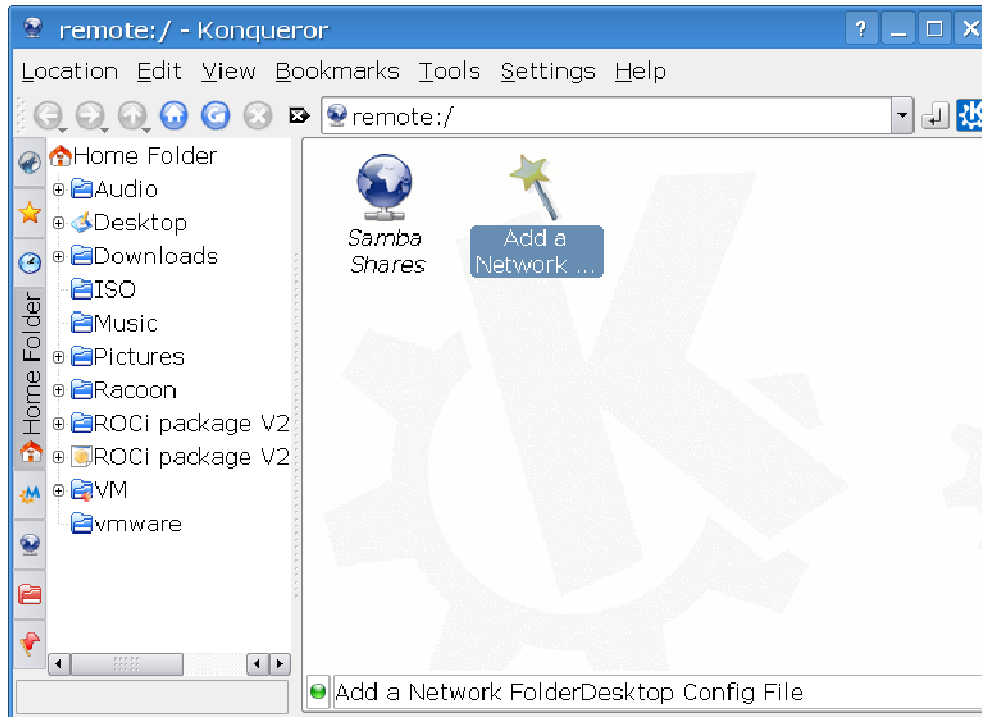 remote:/ - Konqueror
?
Location Edit View Bookmarks Tools Settings Help
remote:/
Home Folder
Audio
Desktop
Downloads
ISO
Music
Pictures
Racoon
ROCi package V2
ROCi package V2
VM
vmware
Home Folder
Samba
Shares
Add a
Network ...
Add a Network FolderDesktop Config File